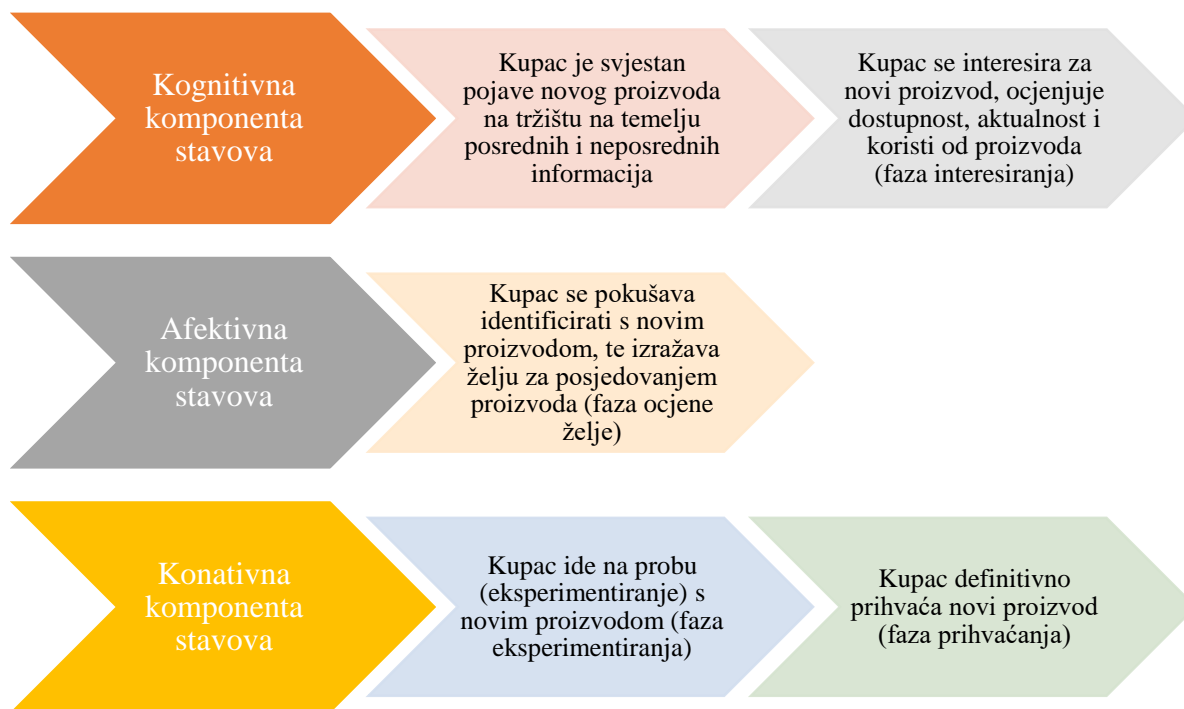 Kognitivna
komponenta
stavova
Kupac je svjestan
pojave novog proizvoda
na tržištu na temelju
posrednih i neposrednih
informacija
Kupac se interesira za
novi proizvod, ocjenjuje
dostupnost, aktualnost i
koristi od proizvoda
(faza interesiranja)
Afektivna
komponenta
stavova
Kupac se pokušava
identificirati s novim
proizvodom, te izražava
želju za posjedovanjem
proizvoda (faza ocjene
želje)
Konativna
komponenta
stavova
Kupac ide na probu
(eksperimentiranje) s
novim proizvodom (faza
eksperimentiranja)
Kupac definitivno
prihvaća novi proizvod
(faza prihvaćanja)